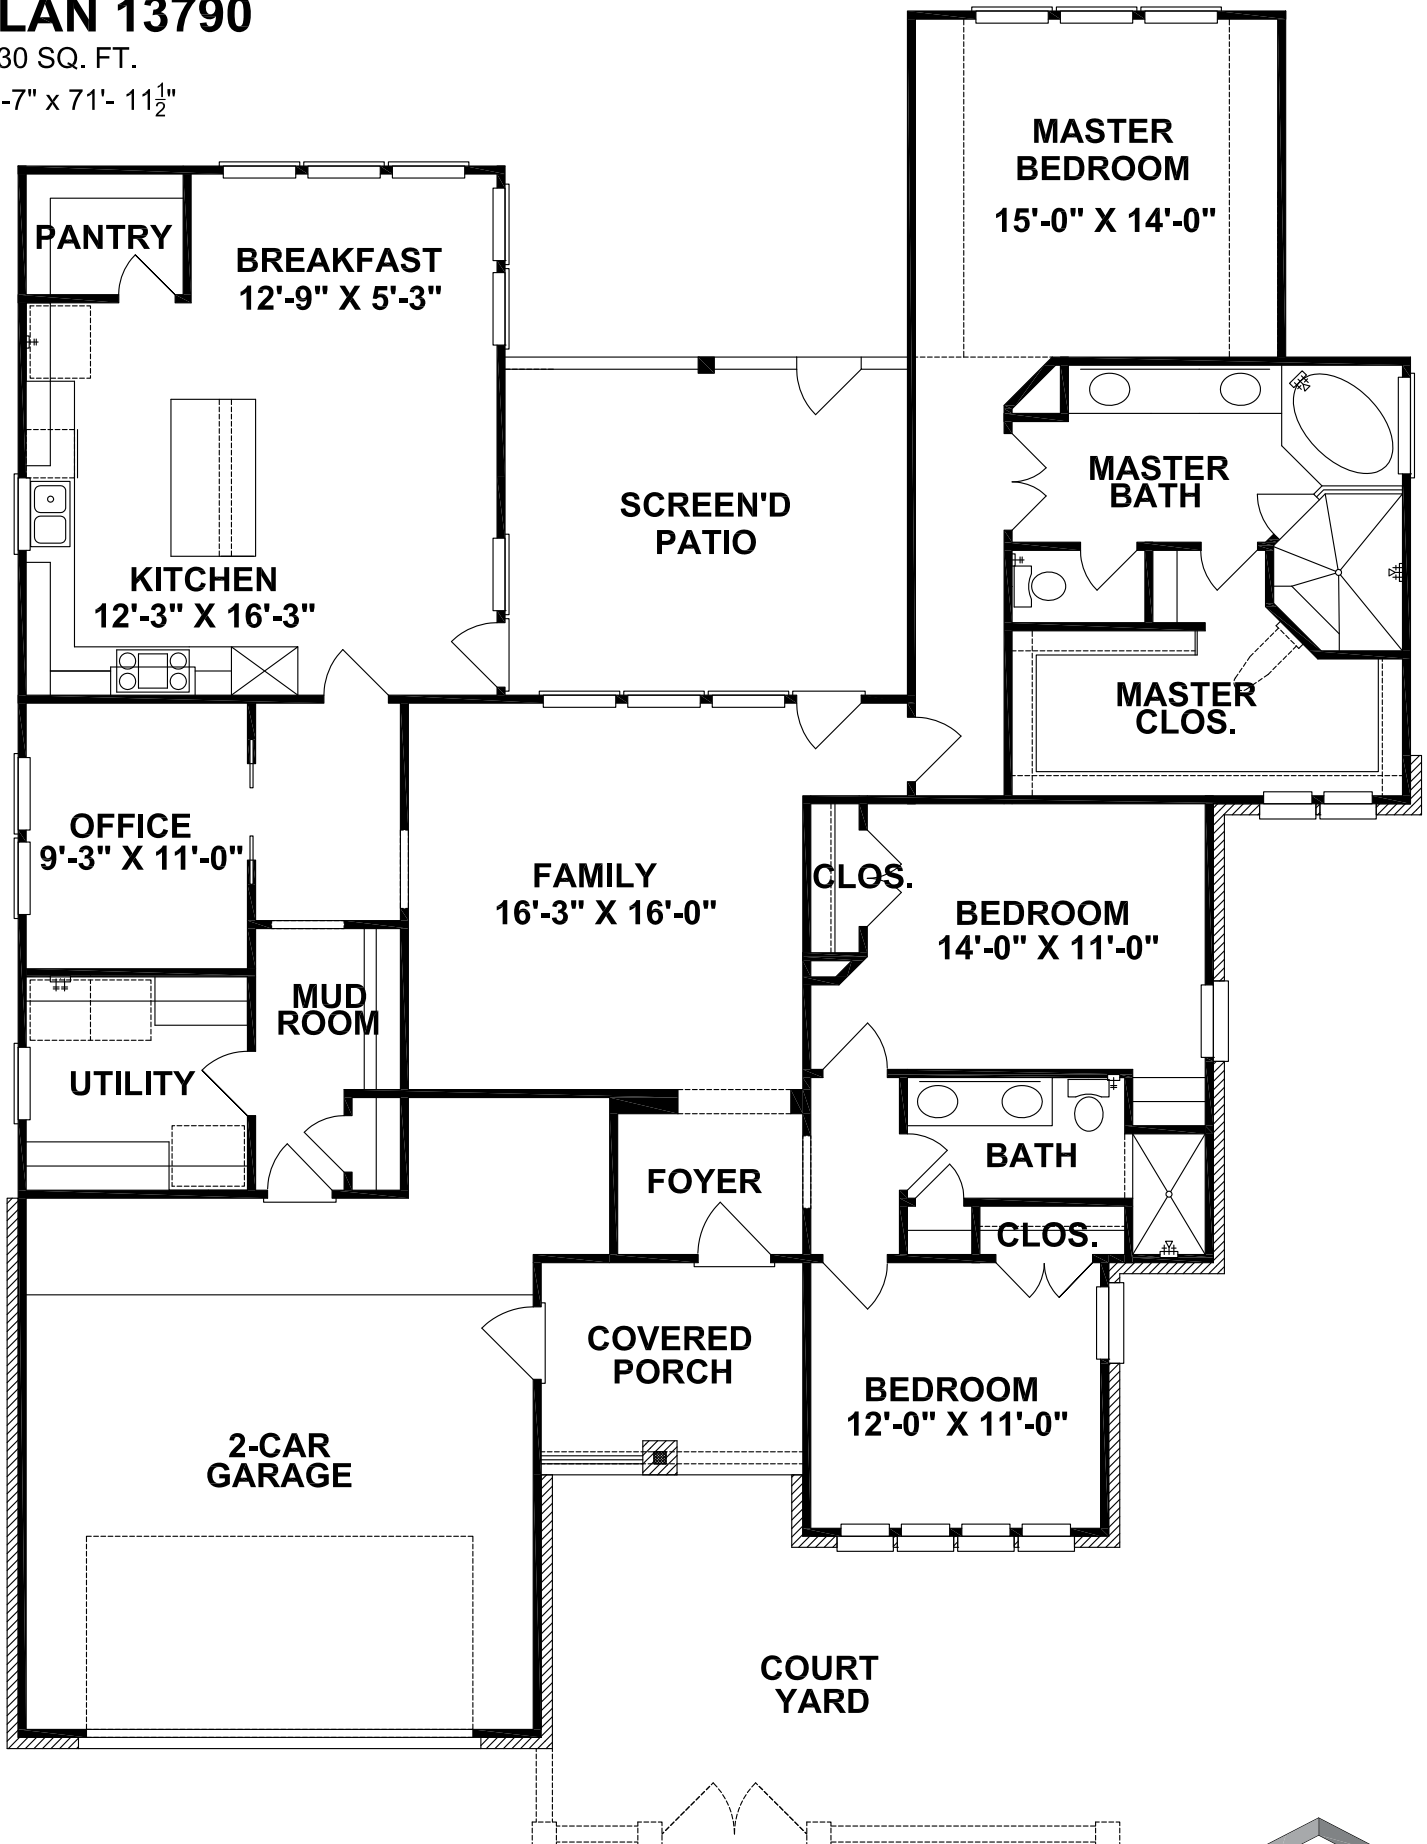 LAN 13790
30 SQ. FT.
-7" x 71'- 11½"
MASTER
BEDROOM
15'-0" X 14'-0"
PANTRY
BREAKFAST
12'-9" X 5'-3"
SCREEN'D
PATIO
MASTER
BATH
KITCHEN
12'-3" X 16'-3"
MASTER
CLOS.
OFFICE
9'-3" X 11'-0"
FAMILY
16'-3" X 16'-0"
CLOS.
BEDROOM
14'-0" X 11'-0"
MUD
ROOM
UTILITY
BATH
FOYER
CLOS.
COVERED
PORCH
BEDROOM
12'-0" X 11'-0"
2-CAR
GARAGE
COURT
YARD